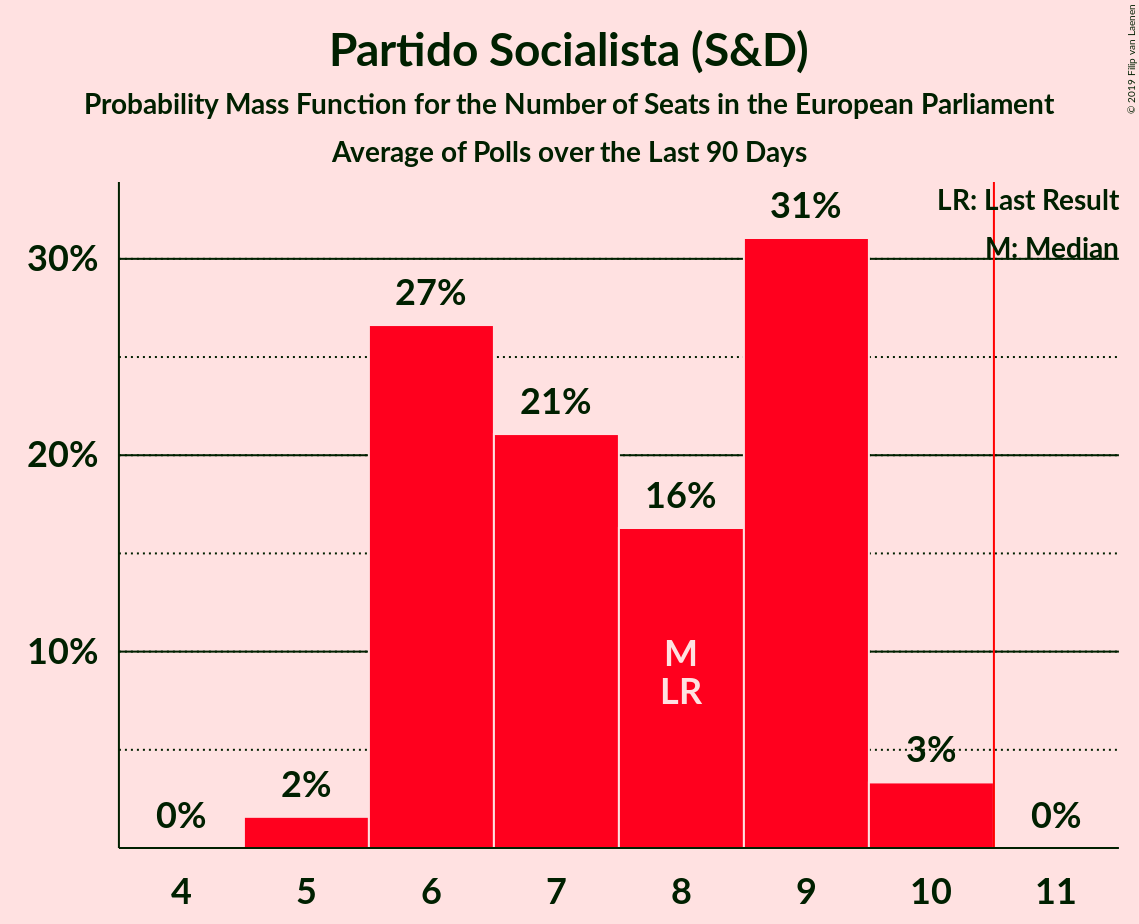 Partido Socialista (S&D)
Probability Mass Function for the Number of Seats in the European Parliament
Average of Polls over the Last 90 Days
© 2019 Filip van Laenen
LR: Last Result
M: Median
30%
20%
10%
0%
2%
27%
21%
16%
31%
3%
0%
M
LR
4 5 6 7 8 9 10 11